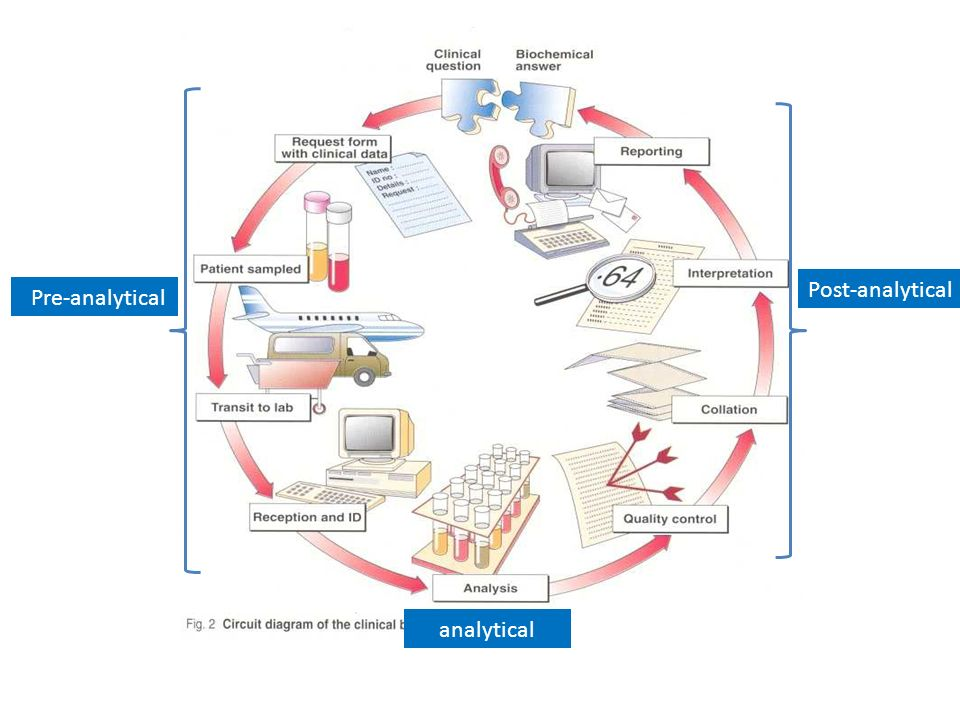 Clinical
question
Biochemical
answer
Request form
with clinical data
Name :
ID no :
Details :
Request :
Reporting
Patient sampled
·64
Interpretation
Pre-analytical
Post-analytical
Transit to lab
Collation
Reception and ID
Quality control
Analysis
Fig. 2 Circuit diagram of the clinical b
analytical